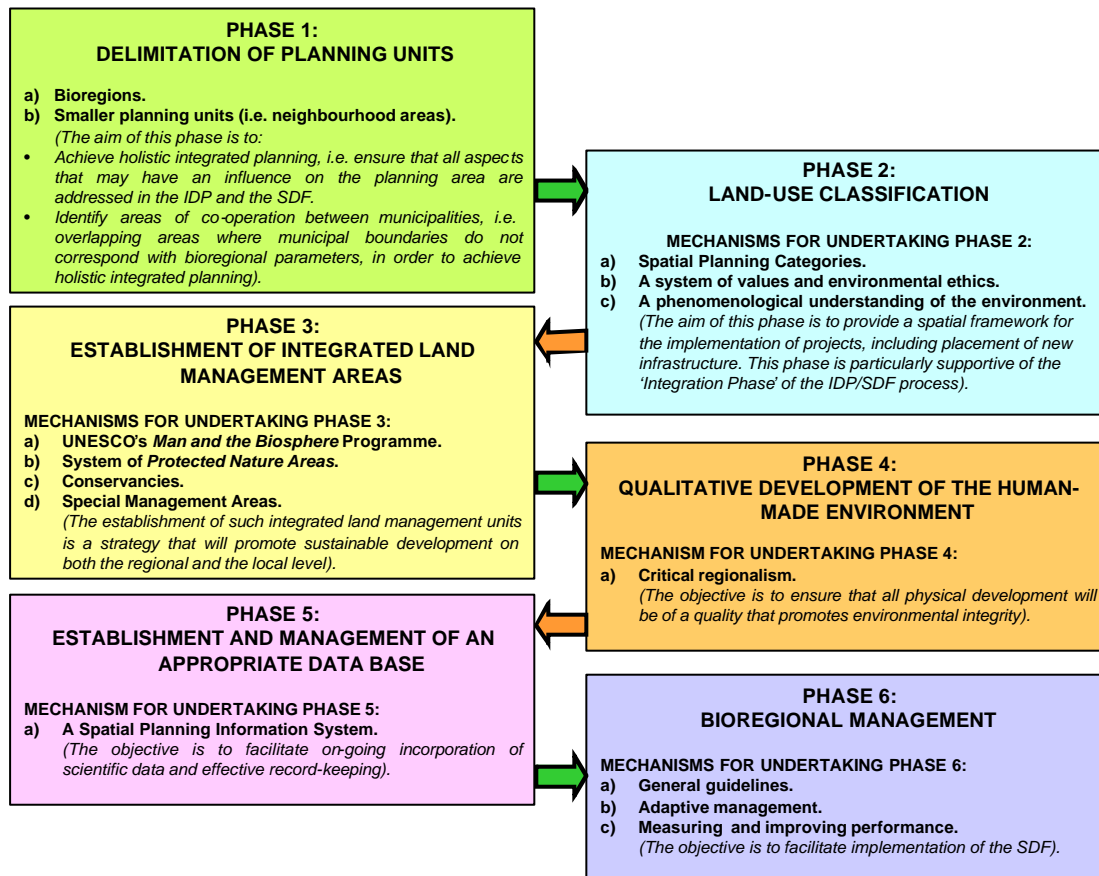 PHASE 1:
DELIMITATION OF PLANNING UNITS
a) Bioregions.
b) Smaller planning units (i.e. neighbourhood areas).
(The aim of this phase is to:
• Achieve holistic integrated planning, i.e. ensure that all aspects
that may have an influence on the planning area are
addressed in the IDP and the SDF.
• Identify areas of co-operation between municipalities, i.e.
overlapping areas where municipal boundaries do not
correspond with bioregional parameters, in order to achieve
holistic integrated planning).
PHASE 2:
LAND-USE CLASSIFICATION
MECHANISMS FOR UNDERTAKING PHASE 2:
a) Spatial Planning Categories.
b) A system of values and environmental ethics.
c) A phenomenological understanding of the environment.
(The aim of this phase is to provide a spatial framework for
the implementation of projects, including placement of new
infrastructure. This phase is particularly supportive of the
‘Integration Phase’ of the IDP/SDF process).
PHASE 3:
ESTABLISHMENT OF INTEGRATED LAND
MANAGEMENT AREAS
MECHANISMS FOR UNDERTAKING PHASE 3:
a) UNESCO’s Man and the Biosphere Programme.
b) System of Protected Nature Areas.
c) Conservancies.
d) Special Management Areas.
(The establishment of such integrated land management units
is a strategy that will promote sustainable development on
both the regional and the local level).
PHASE 4:
QUALITATIVE DEVELOPMENT OF THE HUMAN-
MADE ENVIRONMENT
MECHANISM FOR UNDERTAKING PHASE 4:
a) Critical regionalism.
(The objective is to ensure that all physical development will
be of a quality that promotes environmental integrity).
PHASE 5:
ESTABLISHMENT AND MANAGEMENT OF AN
APPROPRIATE DATA BASE
MECHANISM FOR UNDERTAKING PHASE 5:
a) A Spatial Planning Information System.
(The objective is to facilitate on-going incorporation of
scientific data and effective record-keeping).
PHASE 6:
BIOREGIONAL MANAGEMENT
MECHANISMS FOR UNDERTAKING PHASE 6:
a) General guidelines.
b) Adaptive management.
c) Measuring and improving performance.
(The objective is to facilitate implementation of the SDF).